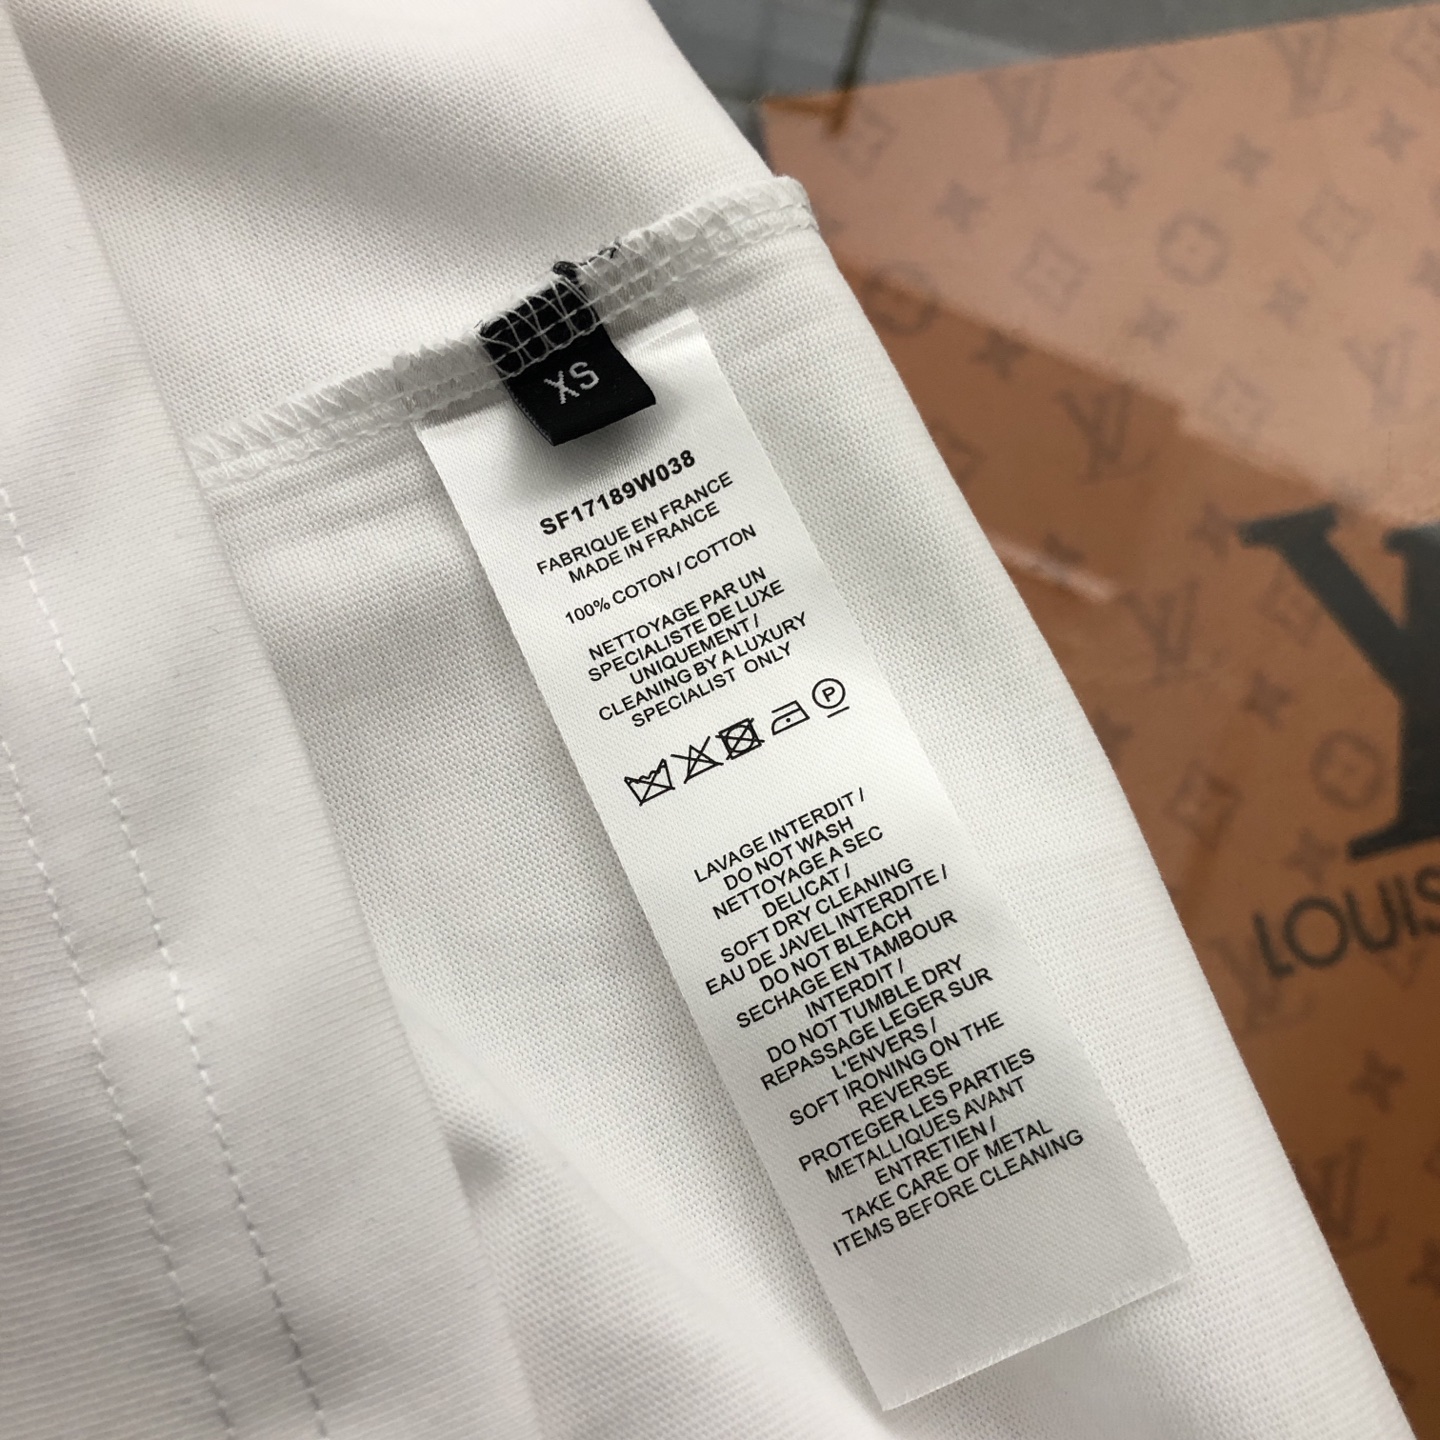 XS
SF17189W038
FABRIQUE EN FRANCE
MADE IN FRANCE
100% COTON / COTTON
NETTOYAGE PAR UN
SPECIALISTE DE LUXE
UNIQUEMENT /
CLEANING BY A LUXURY
SPECIALIST ONLY
P
LAVAGE INTERDIT /
DO NOT WASH
NETTOYAGE A SEC
DELICAT /
SOFT DRY CLEANING
EAU DE JAVEL INTERDITE /
DO NOT BLEACH
SECHAGE EN TAMBOUR
INTERDIT /
DO NOT TUMBLE DRY
REPASSAGE LEGER SUR
L'ENVERS /
SOFT IRONING ON THE
REVERSE
PROTEGER LES PARTIES
METALLIQUES AVANT
ENTRETIEN /
TAKE CARE OF METAL
ITEMS BEFORE CLEANING
LOUIS